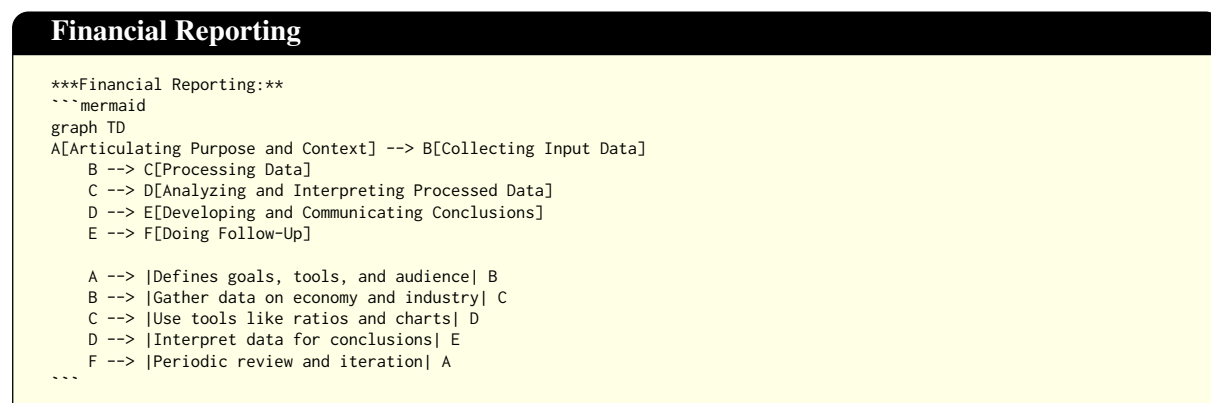 Financial Reporting
***Financial Reporting:**
```mermaid
graph TD
A[Articulating Purpose and Context] --> B[Collecting Input Data]
    B --> C[Processing Data]
    C --> D[Analyzing and Interpreting Processed Data]
    D --> E[Developing and Communicating Conclusions]
    E --> F[Doing Follow-Up]

    A --> |Defines goals, tools, and audience| B
    B --> |Gather data on economy and industry| C
    C --> |Use tools like ratios and charts| D
    D --> |Interpret data for conclusions| E
    F --> |Periodic review and iteration| A
```